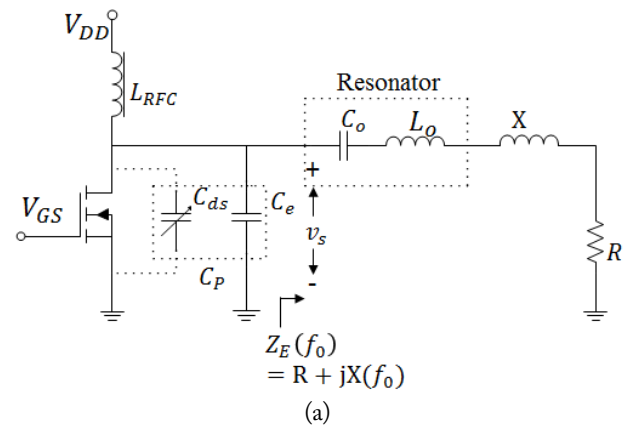 V_DD
L_RFC
Resonator
C_o
L_o
X
+
V_GS
C_ds
C_e
v_s
R
C_P
-
Z_E(f_0)
= R + jX(f_0)
(a)